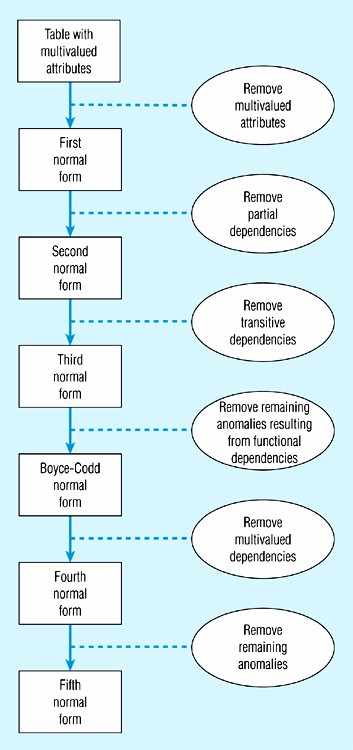 Table with
multivalued
attributes
Remove
multivalued
attributes
First
normal
form
Remove
partial
dependencies
Second
normal
form
Remove
transitive
dependencies
Third
normal
form
Remove remaining
anomalies resulting
from functional
dependencies
Boyce-Codd
normal
form
Remove
multivalued
dependencies
Fourth
normal
form
Remove
remaining
anomalies
Fifth
normal
form